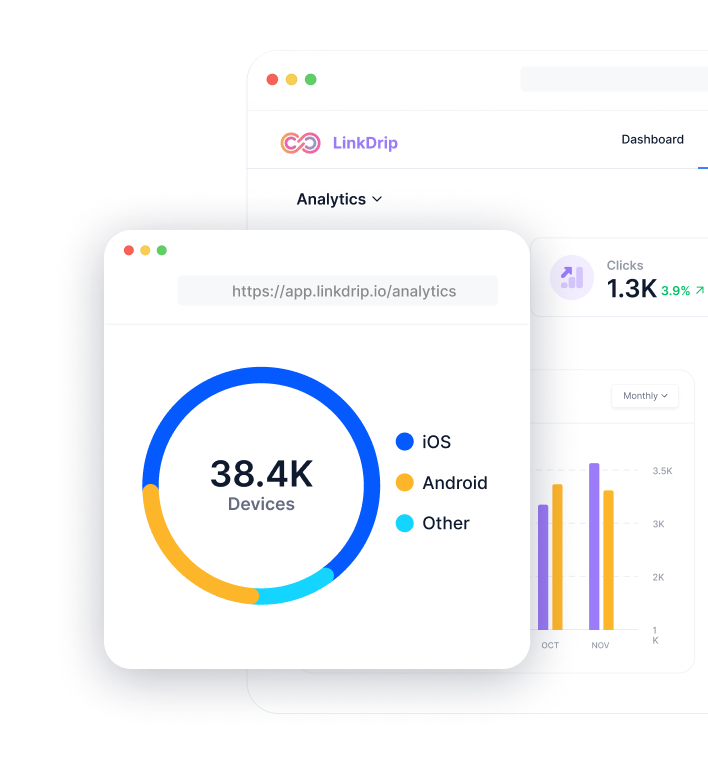 LinkDrip
Dashboard
Analytics
Clicks
1.3K 3.9%
https://app.linkdrip.io/analytics
38.4K
Devices
iOS
Android
Other
Monthly
3.5K
3K
2K
1
K
OCT NOV